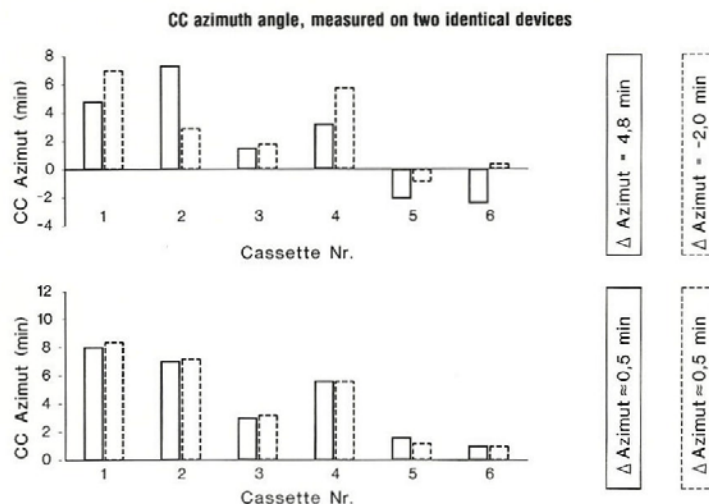 CC azimuth angle, measured on two identical devices
CC Azimut (min)
8
6
4
2
0
-2
-4
1 2 3 4 5 6
Cassette Nr.
Δ Azimut = 4,8 min
Δ Azimut = -2,0 min
CC Azimut (min)
12
10
8
6
4
2
0
1 2 3 4 5 6
Cassette Nr.
Δ Azimut≈0,5 min
Δ Azimut≈0,5 min